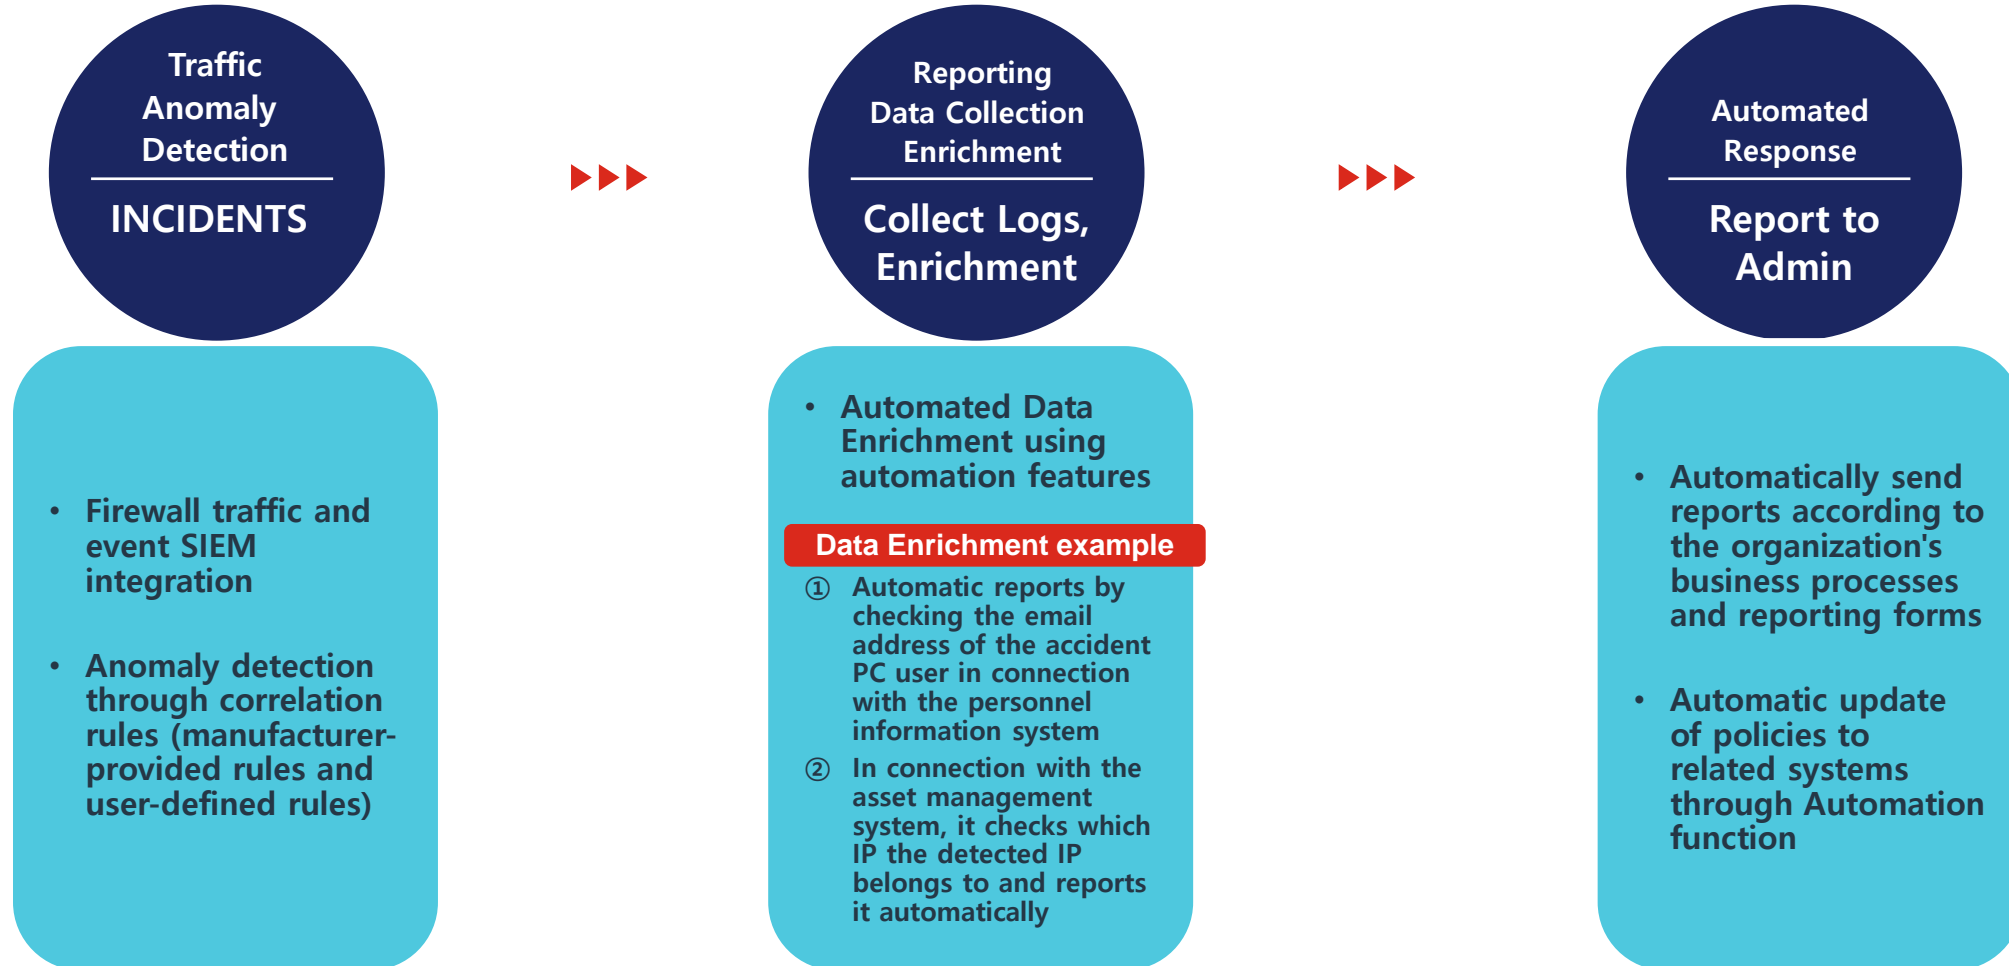 Traffic
Anomaly
Detection
INCIDENTS
• Firewall traffic and
event SIEM
integration
• Anomaly detection
through correlation
rules (manufacturer-
provided rules and
user-defined rules)
Reporting
Data Collection
Enrichment
Collect Logs,
Enrichment
• Automated Data
Enrichment using
automation features
Data Enrichment example
① Automatic reports by
checking the email
address of the accident
PC user in connection
with the personnel
information system
② In connection with the
asset management
system, it checks which
IP the detected IP
belongs to and reports
it automatically
Automated
Response
Report to
Admin
• Automatically send
reports according to
the organization's
business processes
and reporting forms
• Automatic update
of policies to
related systems
through Automation
function